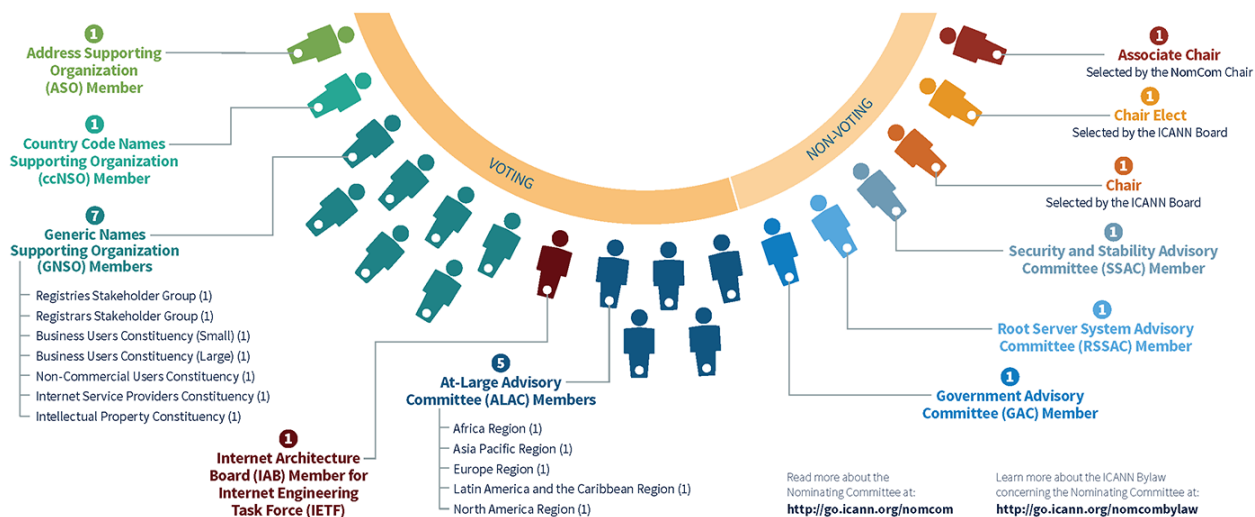 1
Address Supporting
Organization
(ASO) Member
1
Country Code Names
Supporting Organization
(ccNSO) Member
7
Generic Names
Supporting Organization
(GNSO) Members
Registries Stakeholder Group (1)
Registrars Stakeholder Group (1)
Business Users Constituency (Small) (1)
Business Users Constituency (Large) (1)
Non-Commercial Users Constituency (1)
Internet Service Providers Constituency (1)
Intellectual Property Constituency (1)
1
Internet Architecture
Board (IAB) Member for
Internet Engineering
Task Force (IETF)
5
At-Large Advisory
Committee (ALAC) Members
Africa Region (1)
Asia Pacific Region (1)
Europe Region (1)
Latin America and the Caribbean Region (1)
North America Region (1)
VOTING
NON-VOTING
1
Associate Chair
Selected by the NomCom Chair
1
Chair Elect
Selected by the ICANN Board
1
Chair
Selected by the ICANN Board
1
Security and Stability Advisory
Committee (SSAC) Member
1
Root Server System Advisory
Committee (RSSAC) Member
1
Government Advisory
Committee (GAC) Member
Read more about the
Nominating Committee at:
http://go.icann.org/nomcom
Learn more about the ICANN Bylaw
concerning the Nominating Committee at:
http://go.icann.org/nomcombylaw